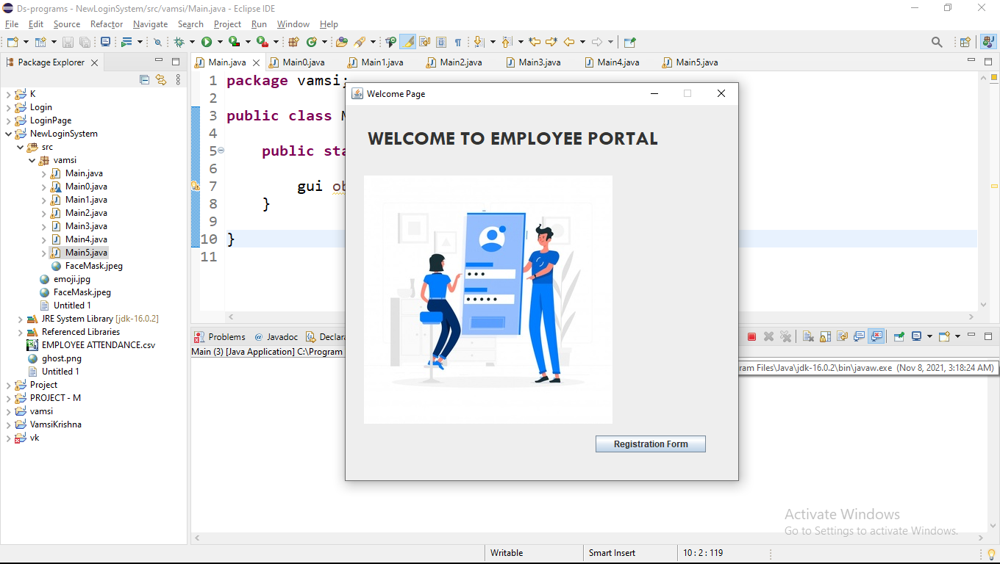 Ds-programs - NewLoginSystem/src/vamsi/Main.java - Eclipse IDE
File Edit Source Refactor Navigate Search Project Run Window Help
Package Explorer
K
Login
LoginPage
NewLoginSystem
src
vamsi
Main.java
Main0.java
Main1.java
Main2.java
Main3.java
Main4.java
Main5.java
FaceMask.jpeg
emoji.jpg
FaceMask.jpeg
Untitled 1
JRE System Library [jdk-16.0.2]
Referenced Libraries
EMPLOYEE ATTENDANCE.csv
ghost.png
Untitled 1
Project
PROJECT - M
vamsi
VamsiKrishna
vk
Main.java Main0.java Main1.java Main2.java Main3.java Main4.java Main5.java
1 package vamsi;
2
3 public class
4
5 public sta
6
7 gui ob
8 }
9
10 }
11
Welcome Page
WELCOME TO EMPLOYEE PORTAL
Registration Form
Problems @ Javadoc Declara
Main (3) [Java Application] C:\Program
ram Files\Java\jdk-16.0.2\bin\javaw.exe (Nov 8, 2021, 3:18:24 AM)
Activate Windows
Go to Settings to activate Windows.
Writable Smart Insert 10 : 2 : 119